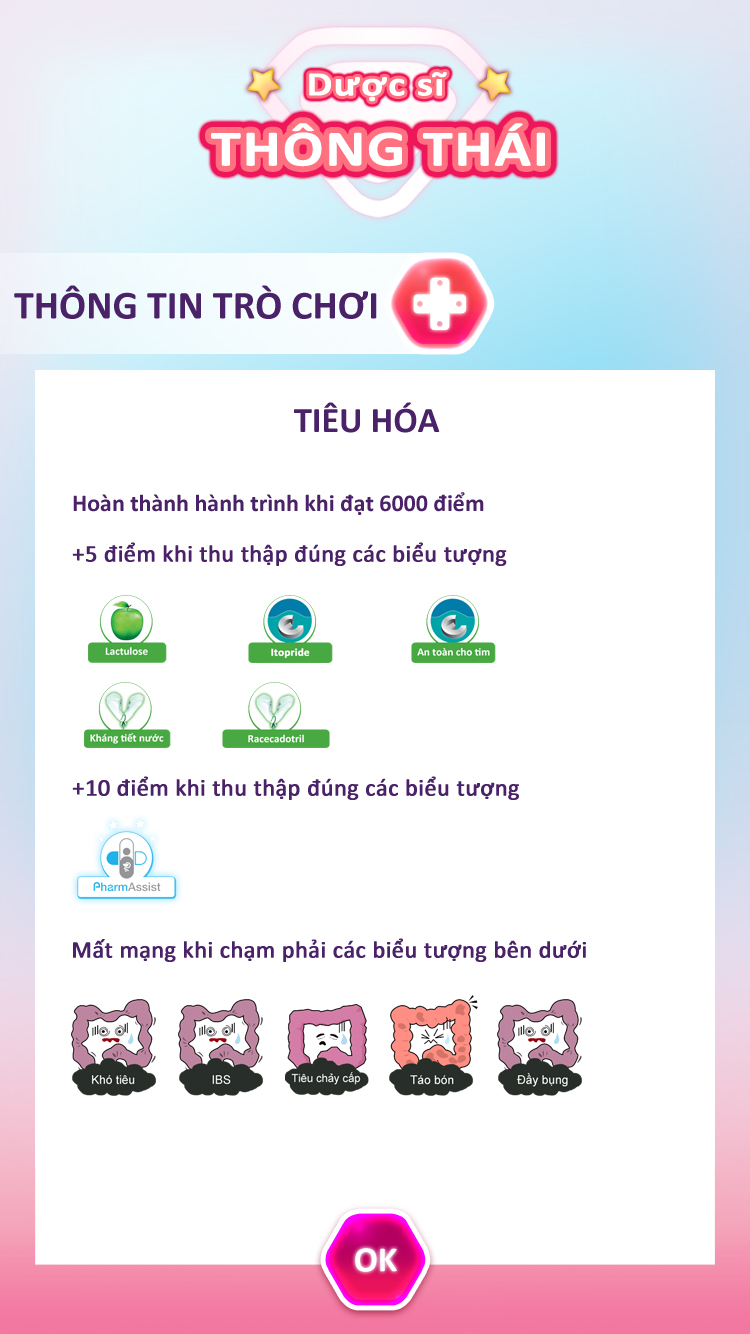 Dược sĩ
THÔNG THÁI
THÔNG TIN TRÒ CHƠI
TIÊU HÓA
Hoàn thành hành trình khi đạt 6000 điểm
+5 điểm khi thu thập đúng các biểu tượng
Lactulose
Itopride
An toàn cho tim
Kháng tiết nước
Racecadotril
+10 điểm khi thu thập đúng các biểu tượng
PharmAssist
Mất mạng khi chạm phải các biểu tượng bên dưới
Khó tiêu
IBS
Tiêu chảy cấp
Táo bón
Đầy bụng
OK